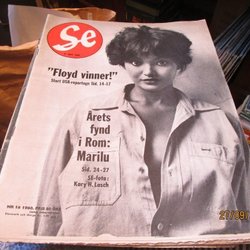 Se
"Floyd vinner!"
Stort USA-reportage Sid. 14-17
Årets
fynd
i Rom:
Marilu
Sid. 24-27
SE-foto:
Kary H. Lasch